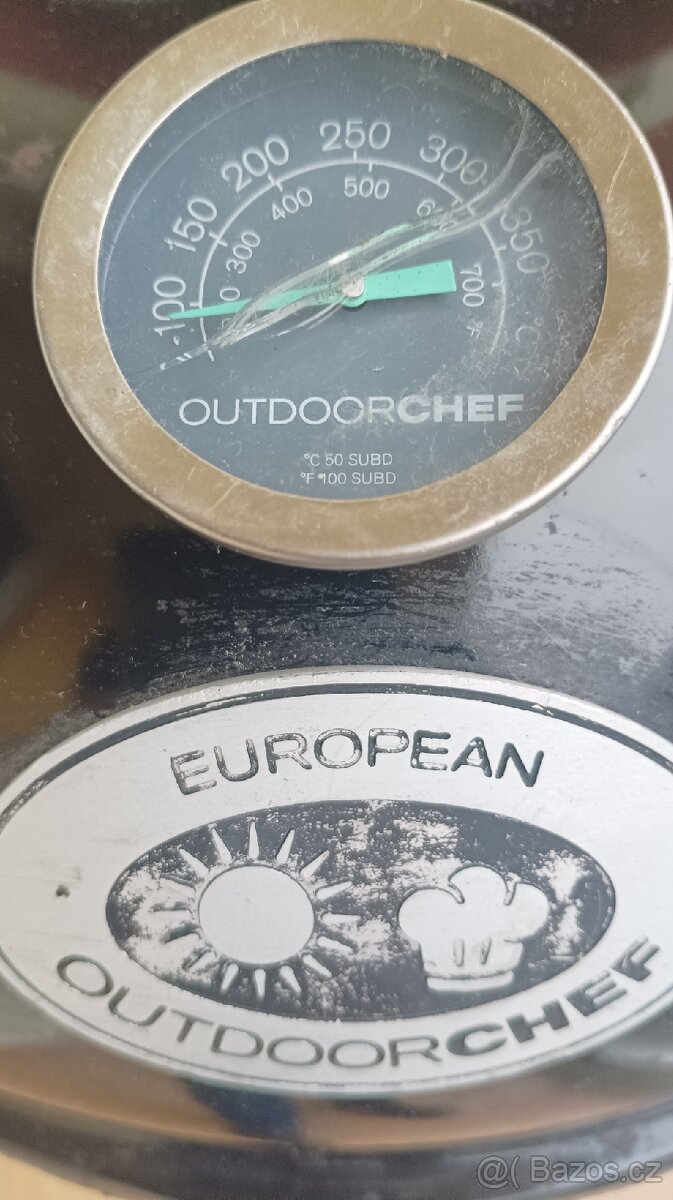 100 150 200 250 300 350 °C
300 400 500 700 °F
OUTDOORCHEF
°C 50 SUBD
°F 100 SUBD
EUROPEAN
OUTDOORCHEF
@( Bazos.cz